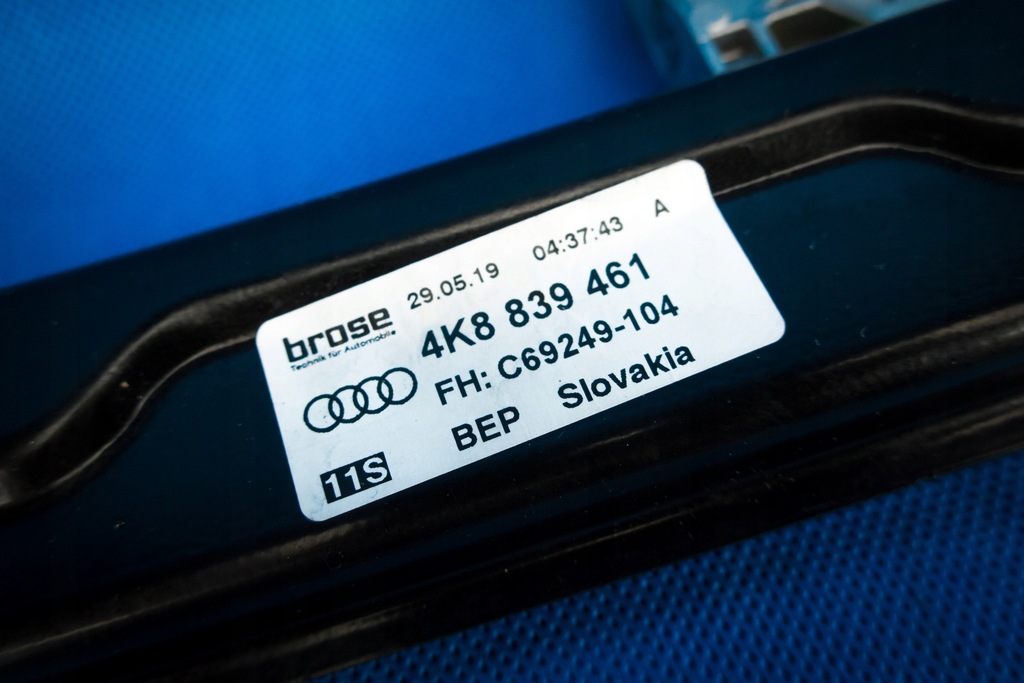 29.05.19 04:37:43 A
brose
Technik für Automobile
4K8 839 461
FH: C69249-104
BEP Slovakia
11S